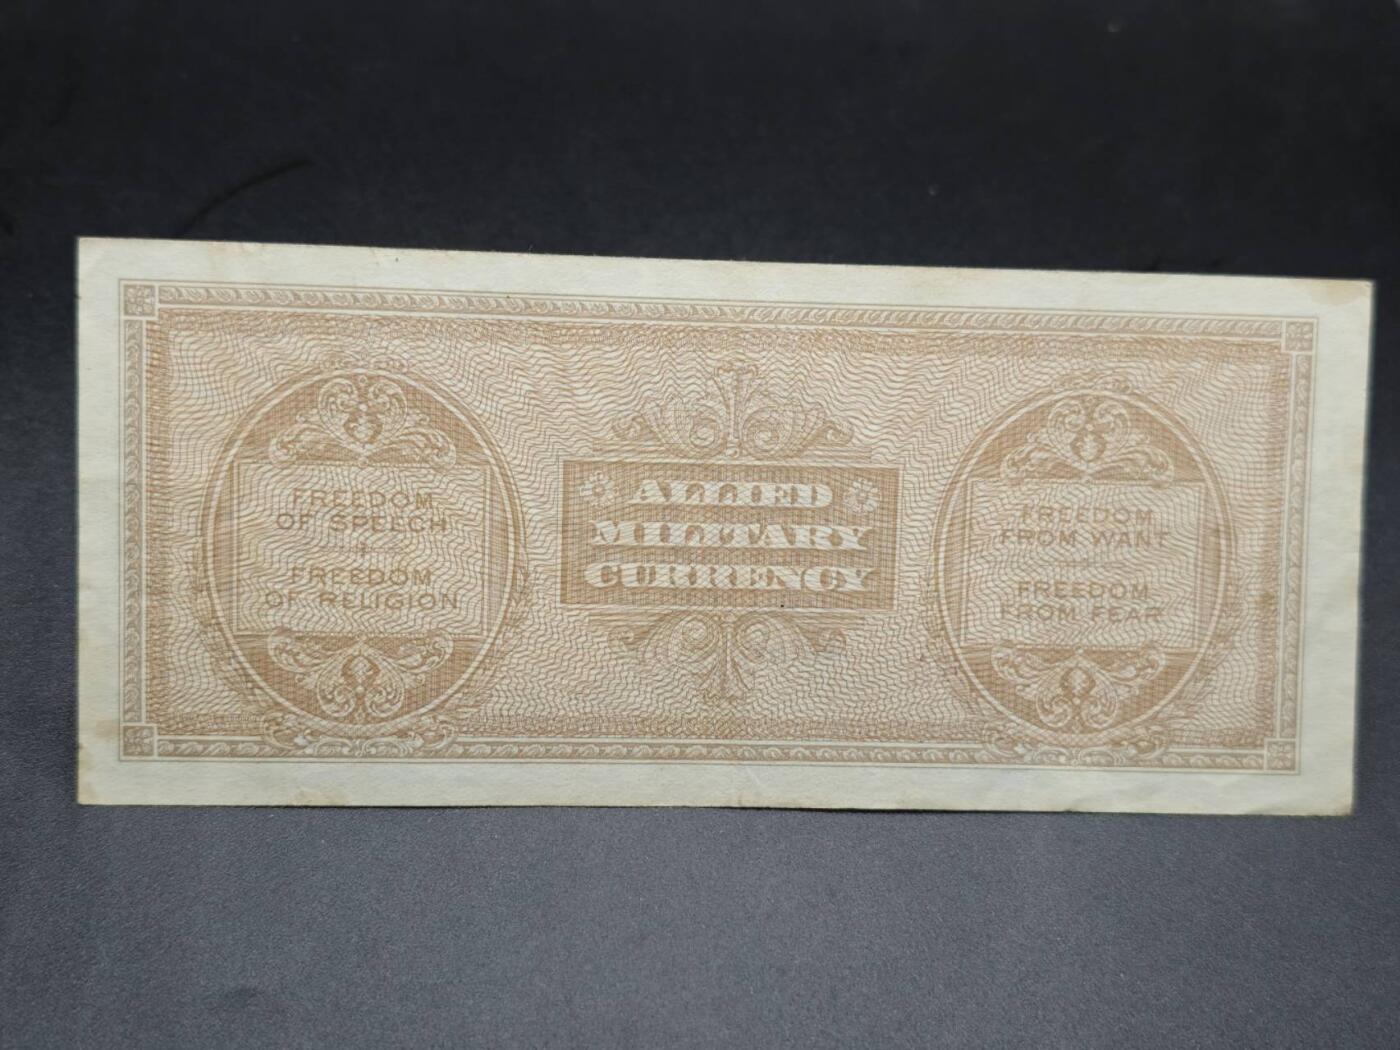 FREEDOM
OF SPEECH
FREEDOM
OF RELIGION
ALLIED
MILITARY
CURRENCY
FREEDOM
FROM WANT
FREEDOM
FROM FEAR